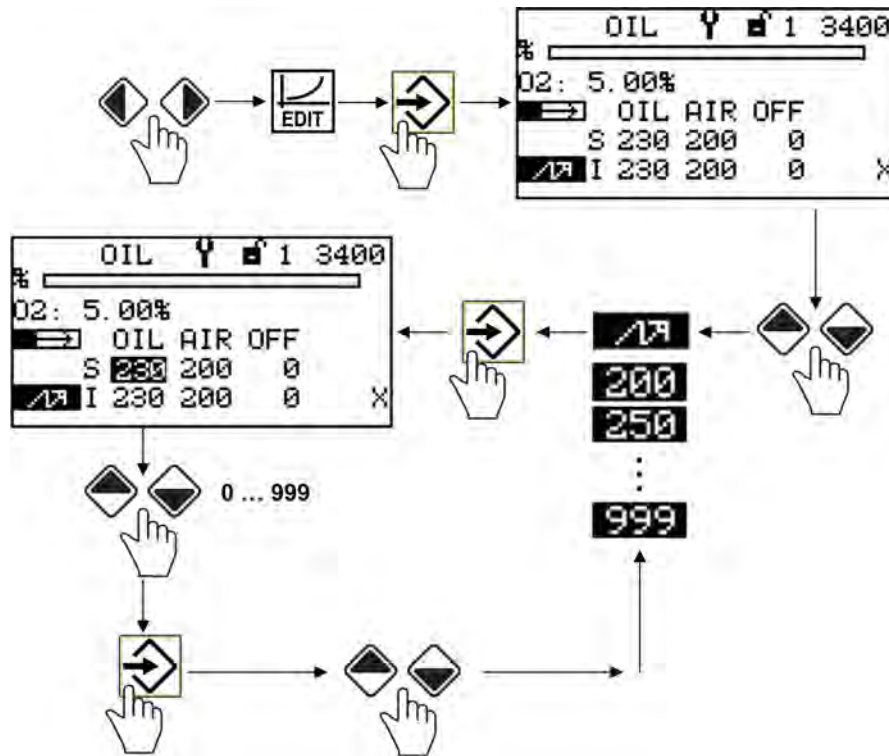 OIL 1 3400
%
O2: 5.00%
OIL AIR OFF
S 230 200 0
I 230 200 0 X
EDIT
OIL 1 3400
%
O2: 5.00%
OIL AIR OFF
S 230 200 0
I 230 200 0 X
200
250
⋮
999
0 ... 999